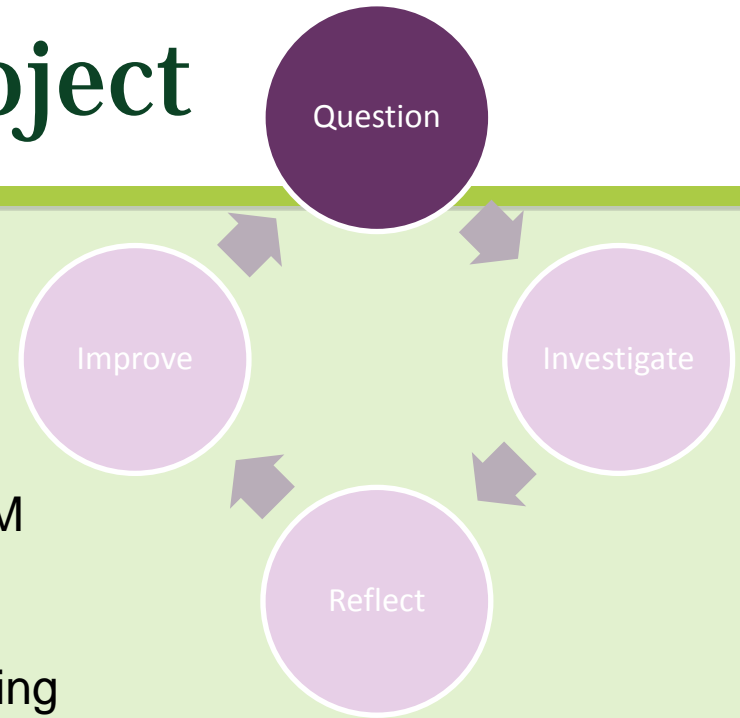 oject
Question
Improve
Investigate
M
Reflect
ing